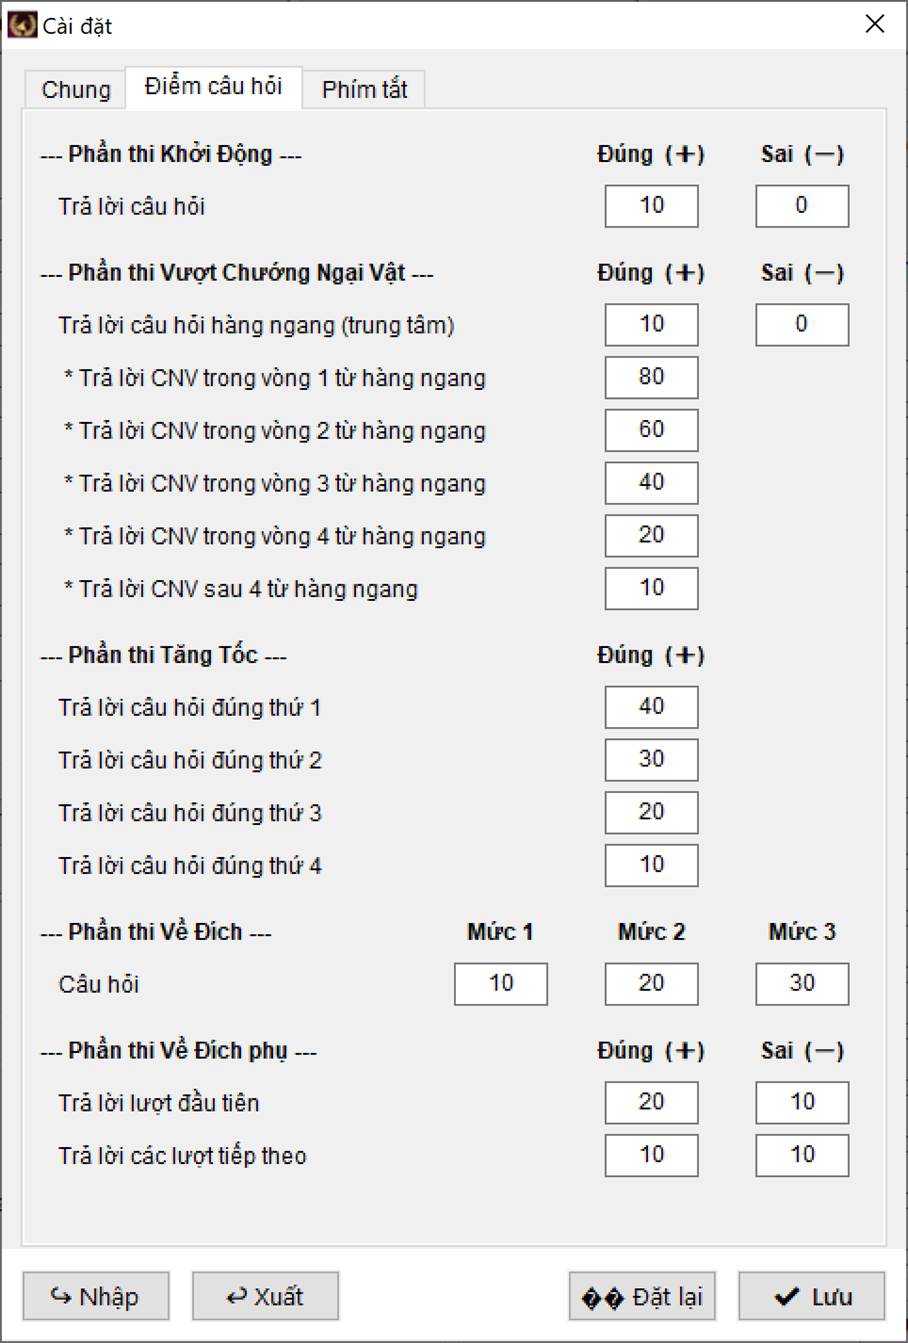 Cài đặt
Chung Điểm câu hỏi Phím tắt
--- Phần thi Khởi Động --- Đúng (+) Sai (—)
Trả lời câu hỏi 10 0
--- Phần thi Vượt Chướng Ngại Vật --- Đúng (+) Sai (—)
Trả lời câu hỏi hàng ngang (trung tâm) 10 0
* Trả lời CNV trong vòng 1 từ hàng ngang 80
* Trả lời CNV trong vòng 2 từ hàng ngang 60
* Trả lời CNV trong vòng 3 từ hàng ngang 40
* Trả lời CNV trong vòng 4 từ hàng ngang 20
* Trả lời CNV sau 4 từ hàng ngang 10
--- Phần thi Tăng Tốc --- Đúng (+)
Trả lời câu hỏi đúng thứ 1 40
Trả lời câu hỏi đúng thứ 2 30
Trả lời câu hỏi đúng thứ 3 20
Trả lời câu hỏi đúng thứ 4 10
--- Phần thi Về Đích --- Mức 1 Mức 2 Mức 3
Câu hỏi 10 20 30
--- Phần thi Về Đích phụ --- Đúng (+) Sai (—)
Trả lời lượt đầu tiên 20 10
Trả lời các lượt tiếp theo 10 10
↪ Nhập ↩ Xuất �� Đặt lại ✔ Lưu